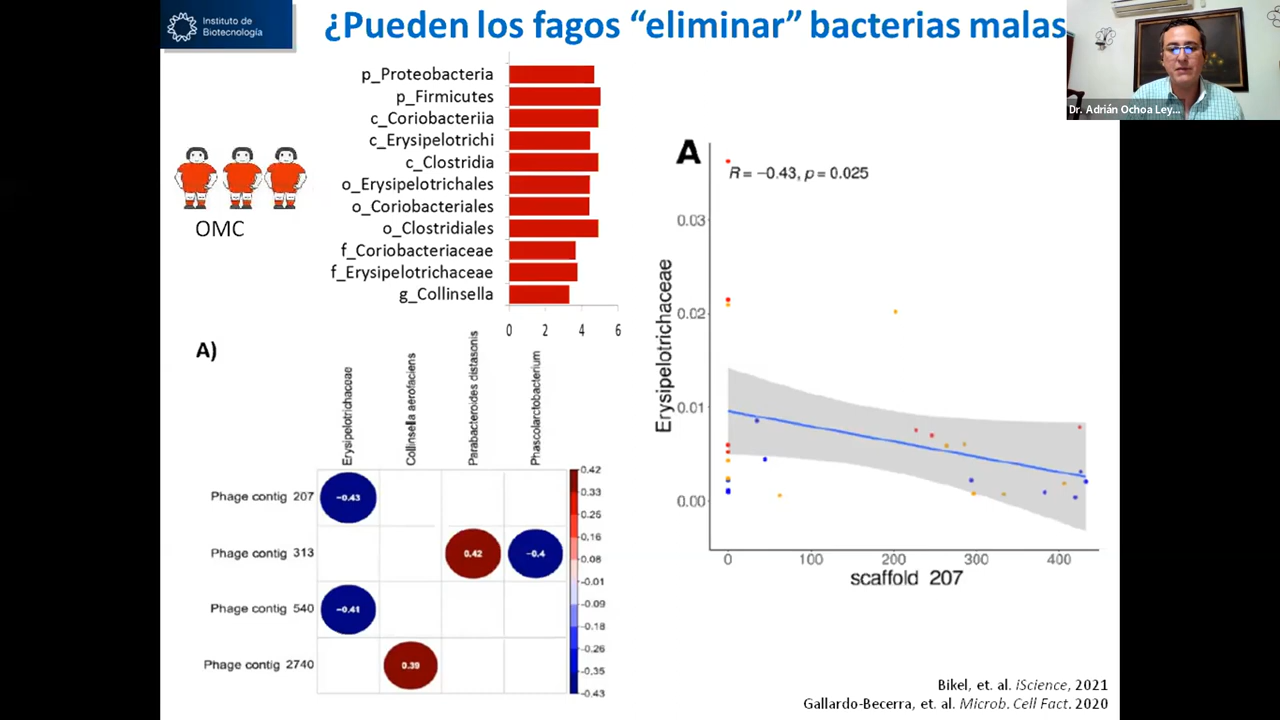 Instituto de
Biotecnología
¿Pueden los fagos “eliminar” bacterias malas
Dr. Adrián Ochoa Ley...
p_Proteobacteria
p_Firmicutes
c_Coriobacteriia
c_Erysipelotrichi
c_Clostridia
o_Erysipelotrichales
o_Coriobacteriales
o_Clostridiales
f_Coriobacteriaceae
f_Erysipelotrichaceae
g_Collinsella
0 2 4 6
OMC
A)
Erysipelotrichaceae
Collinsella aerofaciens
Parabacteroides distasonis
Phascolarctobacterium
Phage contig 207
Phage contig 313
Phage contig 540
Phage contig 2740
−0.43
0.42
−0.4
−0.41
0.39
0.42
0.33
0.25
0.16
0.08
-0.01
-0.09
-0.18
-0.26
-0.35
-0.43
A
R = −0.43, p = 0.025
Erysipelotrichaceae
0.03
0.02
0.01
0.00
0 100 200 300 400
scaffold 207
Bikel, et. al. iScience, 2021
Gallardo-Becerra, et. al. Microb. Cell Fact. 2020